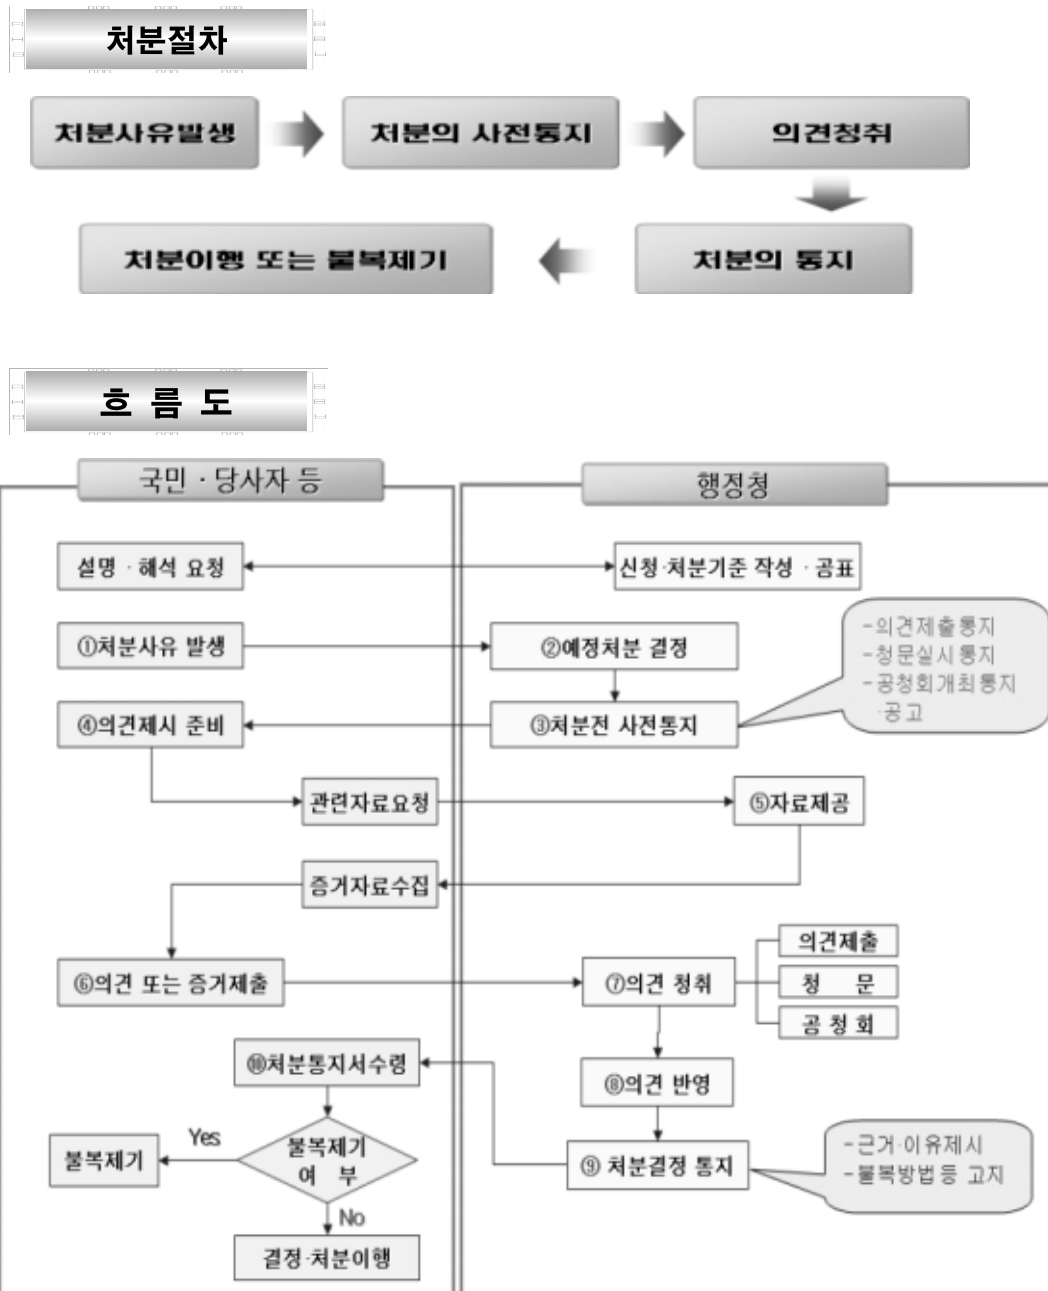 처분절차
처분사유발생
처분의 사전통지
의견청취
처분이행 또는 불복제기
처분의 통지
흐 름 도
국민 · 당사자 등
행정청
설명 · 해석 요청
신청·처분기준 작성 · 공표
①처분사유 발생
②예정처분 결정
-의견제출통지
-청문실시통지
-공청회개최통지
·공고
④의견제시 준비
③처분전 사전통지
관련자료요청
⑤자료제공
증거자료수집
⑥의견 또는 증거제출
⑦의견 청취
의견제출
청 문
공 청 회
⑩처분통지서수령
⑧의견 반영
불복제기
Yes
불복제기
여 부
⑨ 처분결정 통지
-근거·이유제시
-불복방법등 고지
No
결정·처분이행